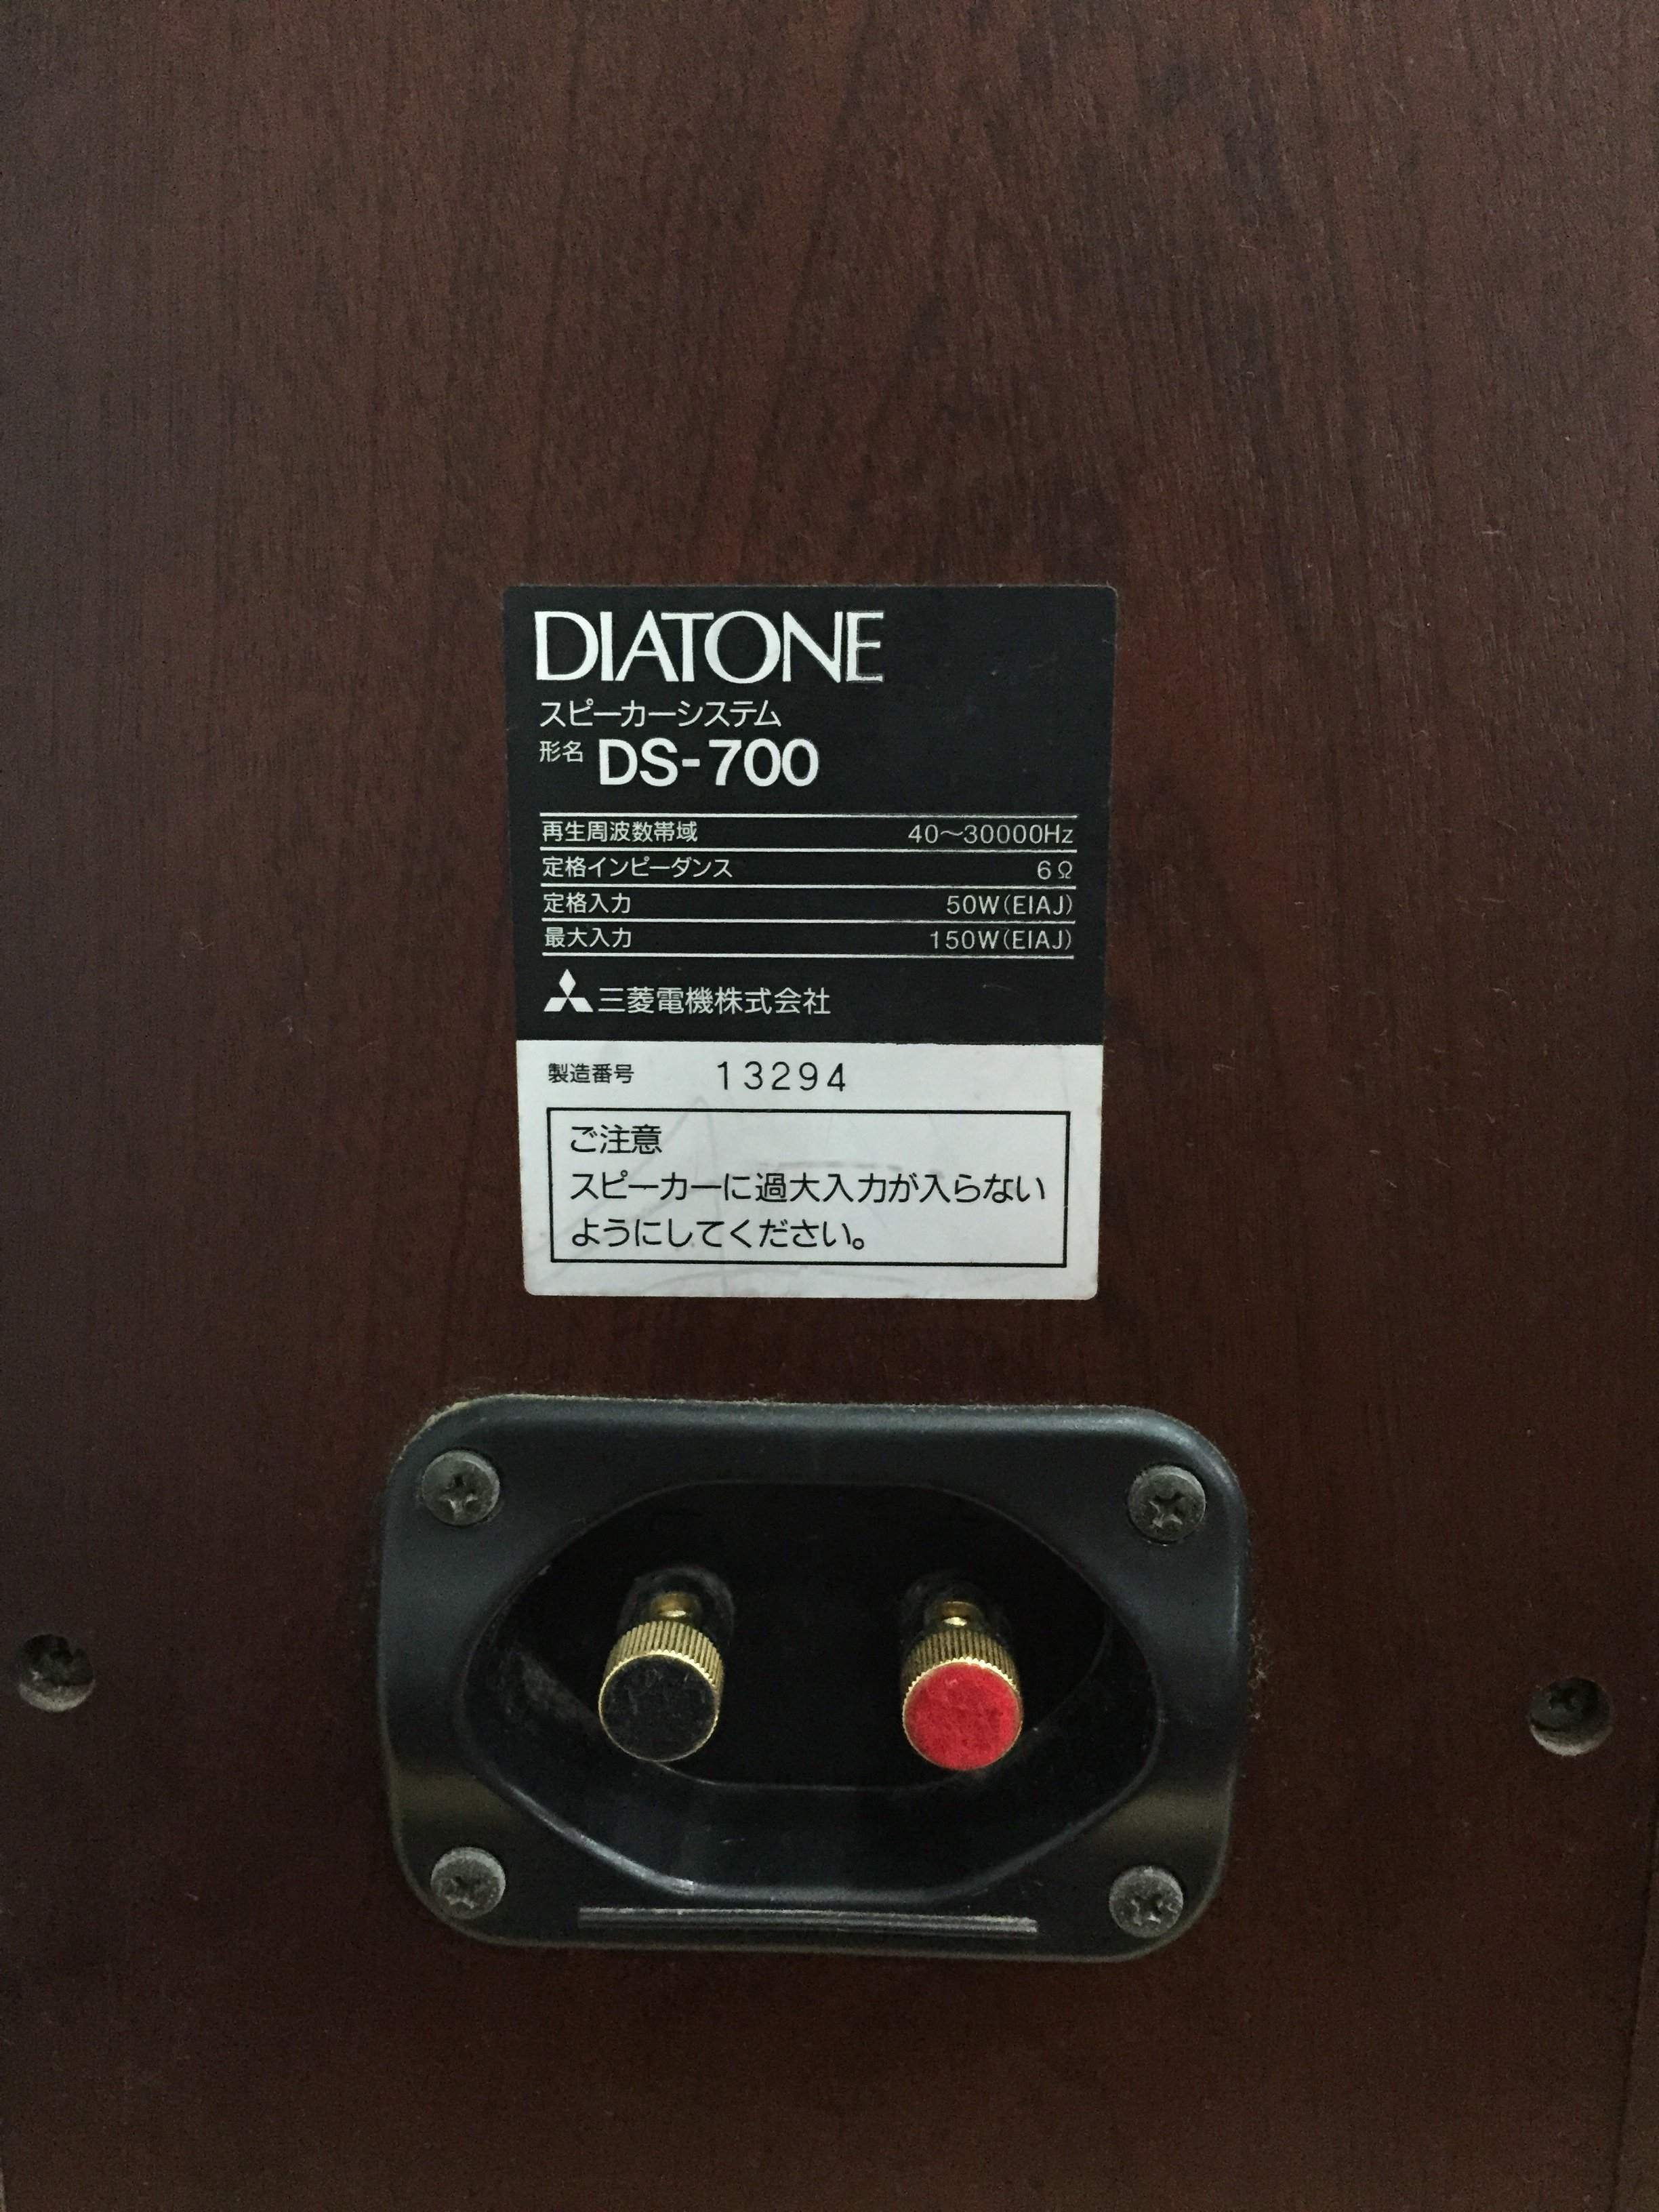 DIATONE
スピーカーシステム
形名 DS-700
再生周波数帯域 40～30000Hz
定格インピーダンス 6Ω
定格入力 50W(EIAJ)
最大入力 150W(EIAJ)
三菱電機株式会社
製造番号 13294
ご注意
スピーカーに過大入力が入らない
ようにしてください。